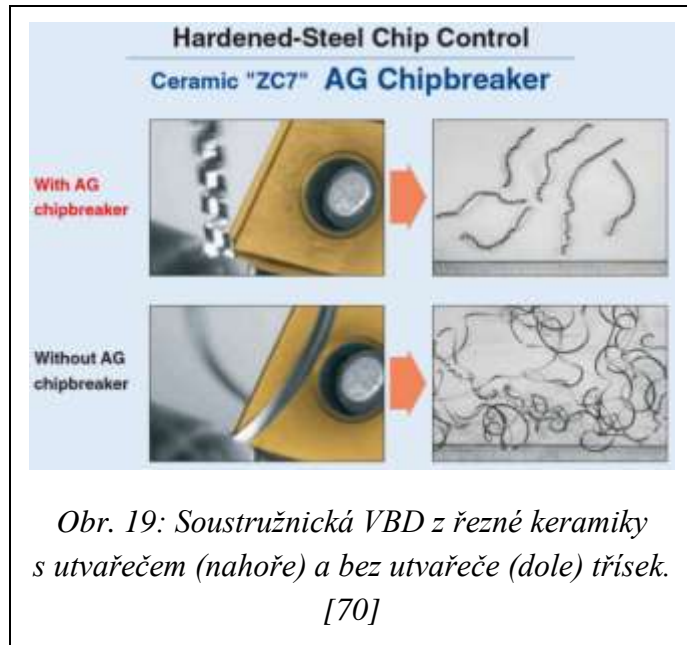 Hardened-Steel Chip Control
Ceramic "ZC7" AG Chipbreaker
With AG
chipbreaker
Without AG
chipbreaker
Obr. 19: Soustružnická VBD z řezné keramiky
s utvařečem (nahoře) a bez utvařeče (dole) třísek.
[70]